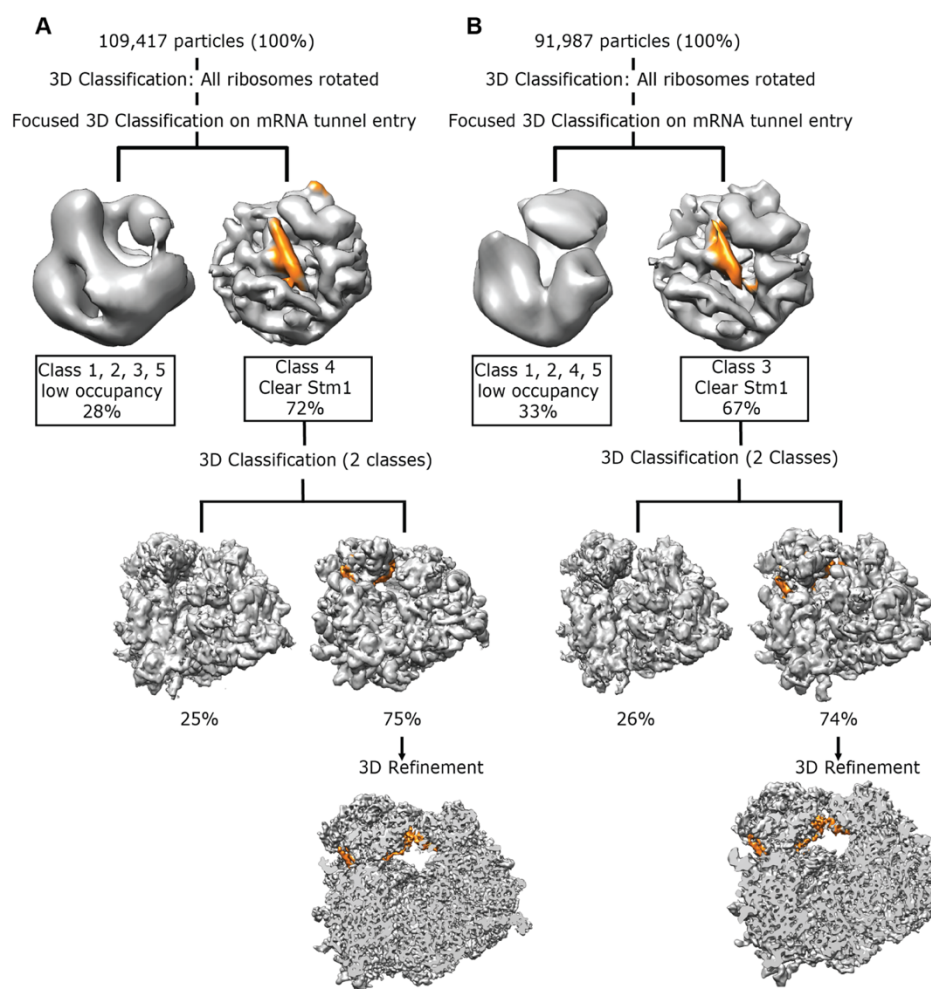 A
109,417 particles (100%)
3D Classification: All ribosomes rotated
Focused 3D Classification on mRNA tunnel entry
Class 1, 2, 3, 5
low occupancy
28%
Class 4
Clear Stm1
72%
3D Classification (2 classes)
25%
75%
3D Refinement
B
91,987 particles (100%)
3D Classification: All ribosomes rotated
Focused 3D Classification on mRNA tunnel entry
Class 1, 2, 4, 5
low occupancy
33%
Class 3
Clear Stm1
67%
3D Classification (2 Classes)
26%
74%
3D Refinement